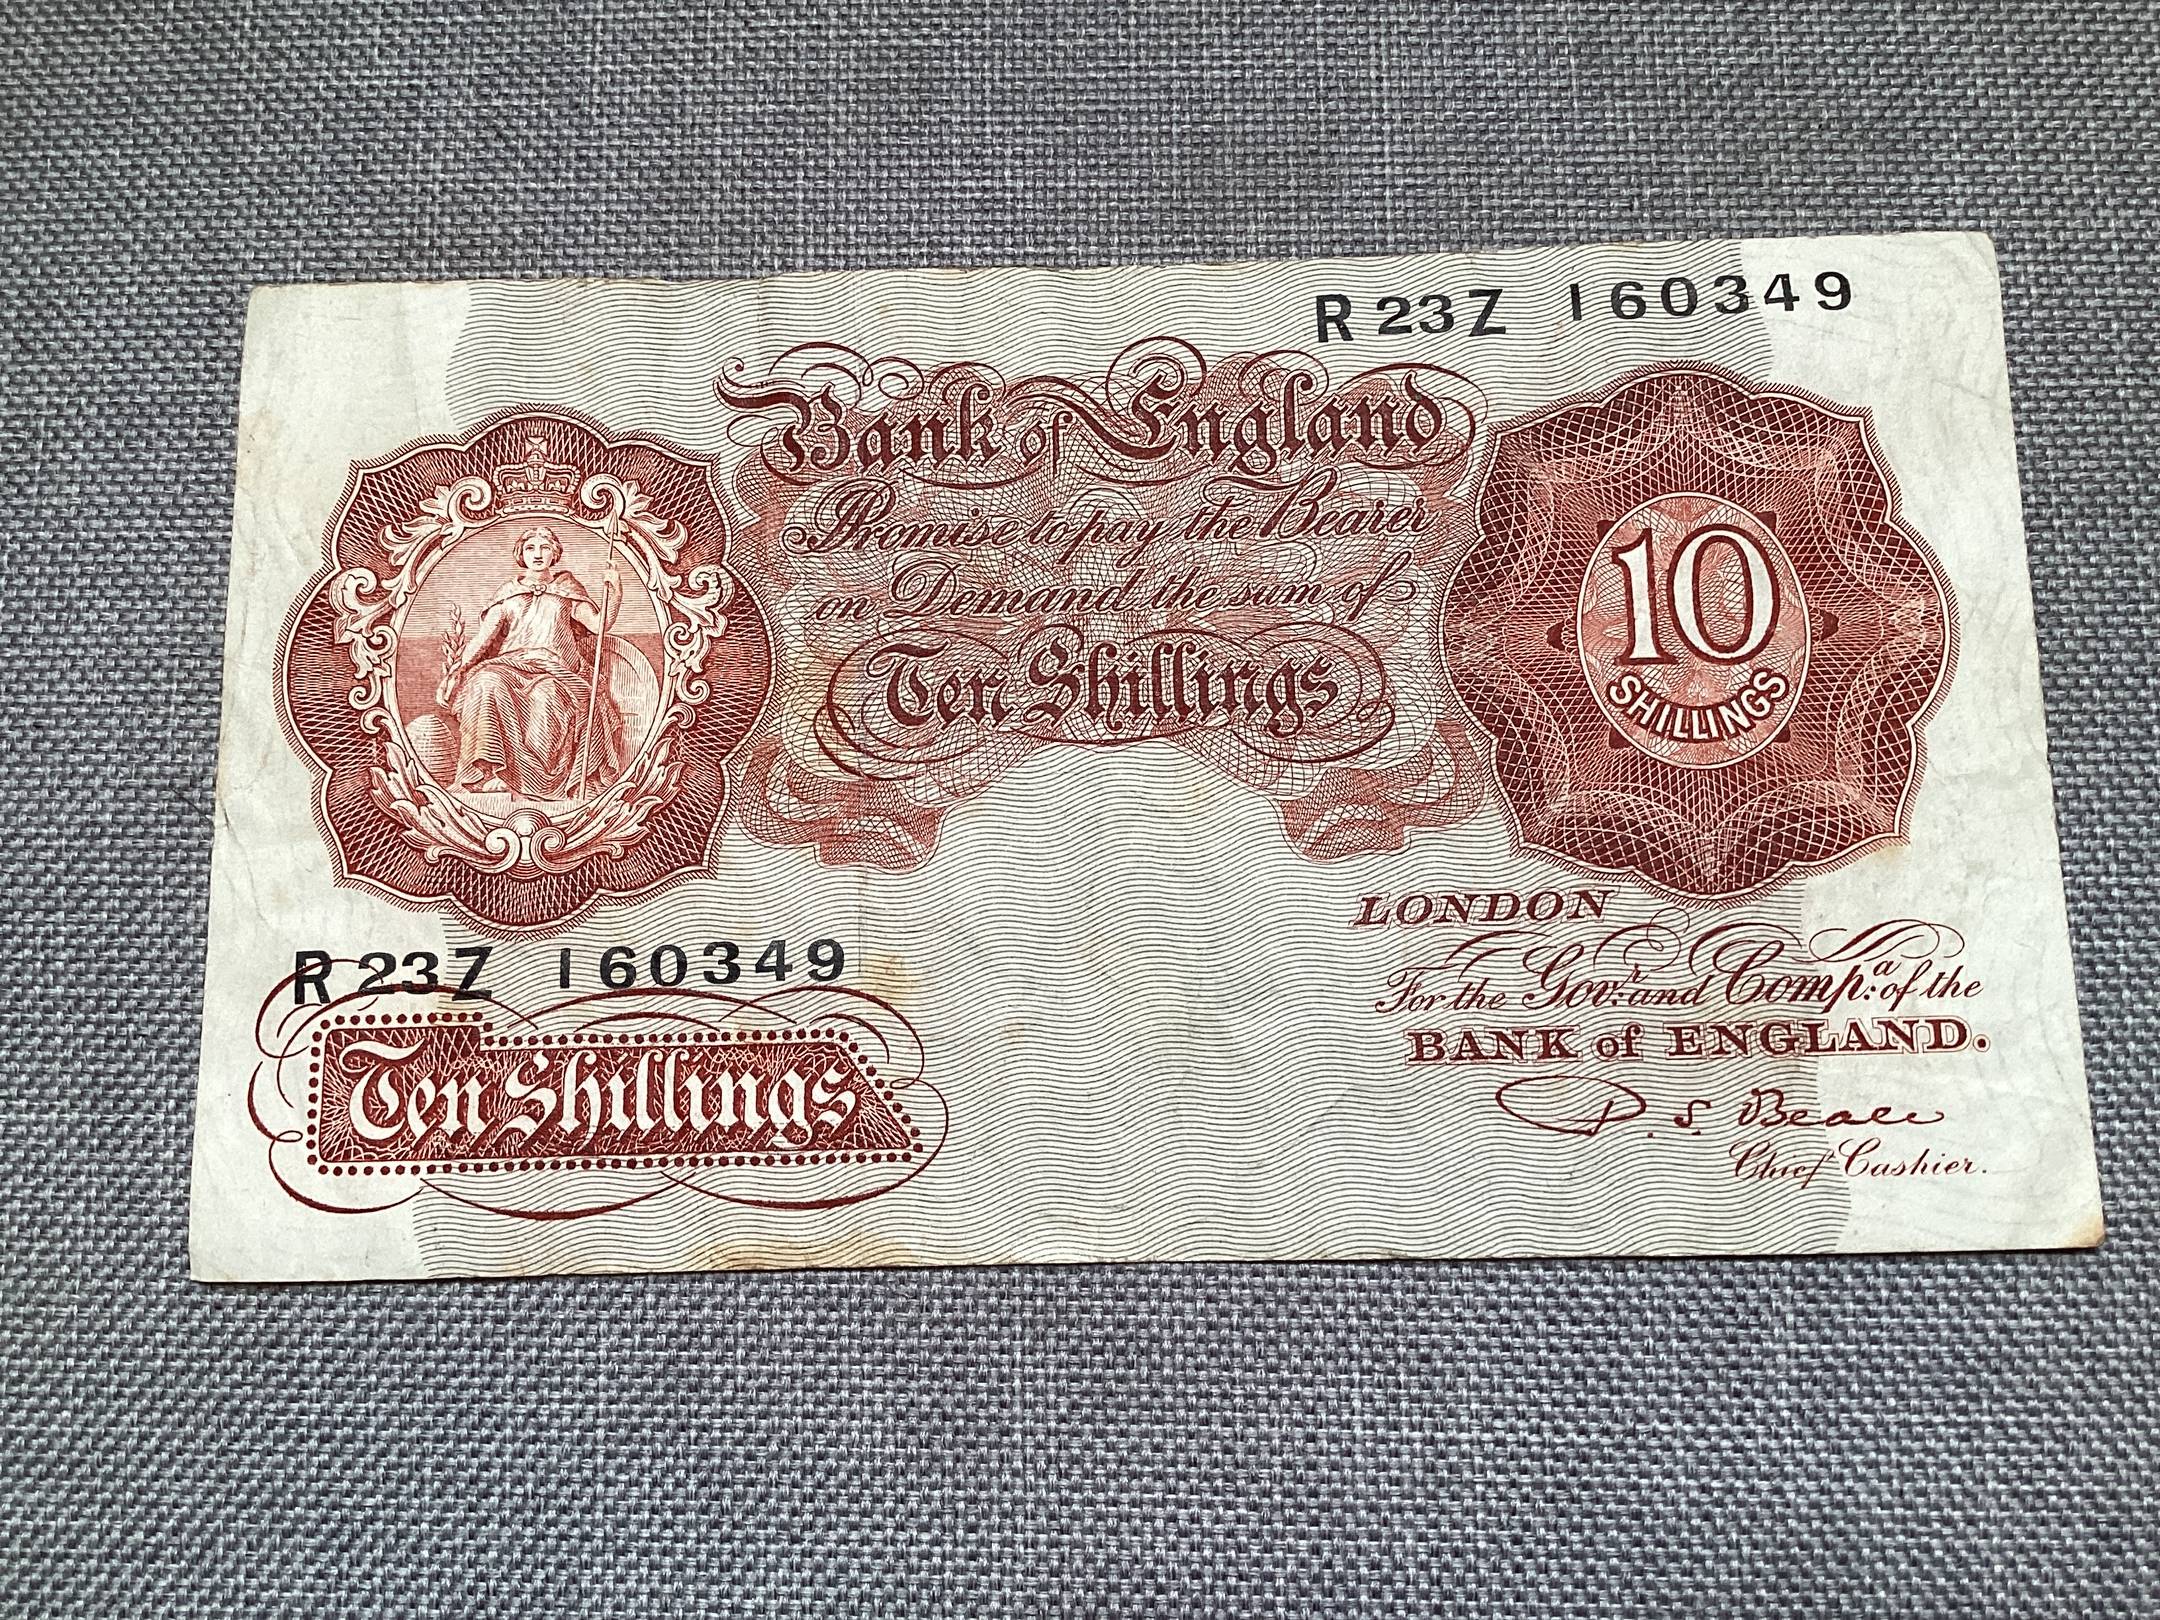 R23Z 160349
Bank of England
Promise to pay the Bearer
on Demand the sum of
Ten Shillings
10
SHILLINGS
R23Z 160349
Ten Shillings
LONDON
For the Govr: and Compa: of the
BANK of ENGLAND.
P. S. Beale
Chief Cashier.